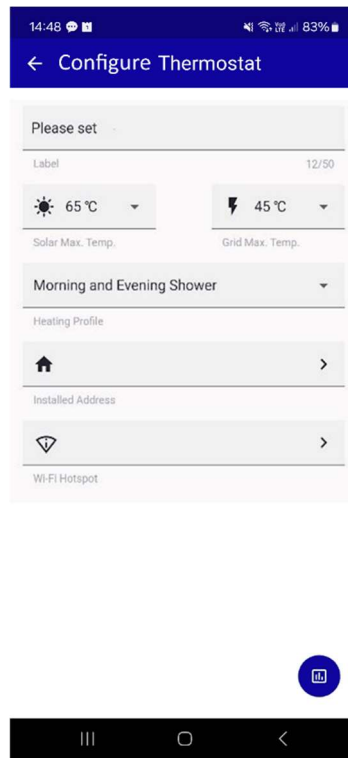 14:48 83%
Configure Thermostat
Please set
Label 12/50
65 ℃ 45 ℃
Solar Max. Temp. Grid Max. Temp.
Morning and Evening Shower
Heating Profile
Installed Address
Wi-Fi Hotspot